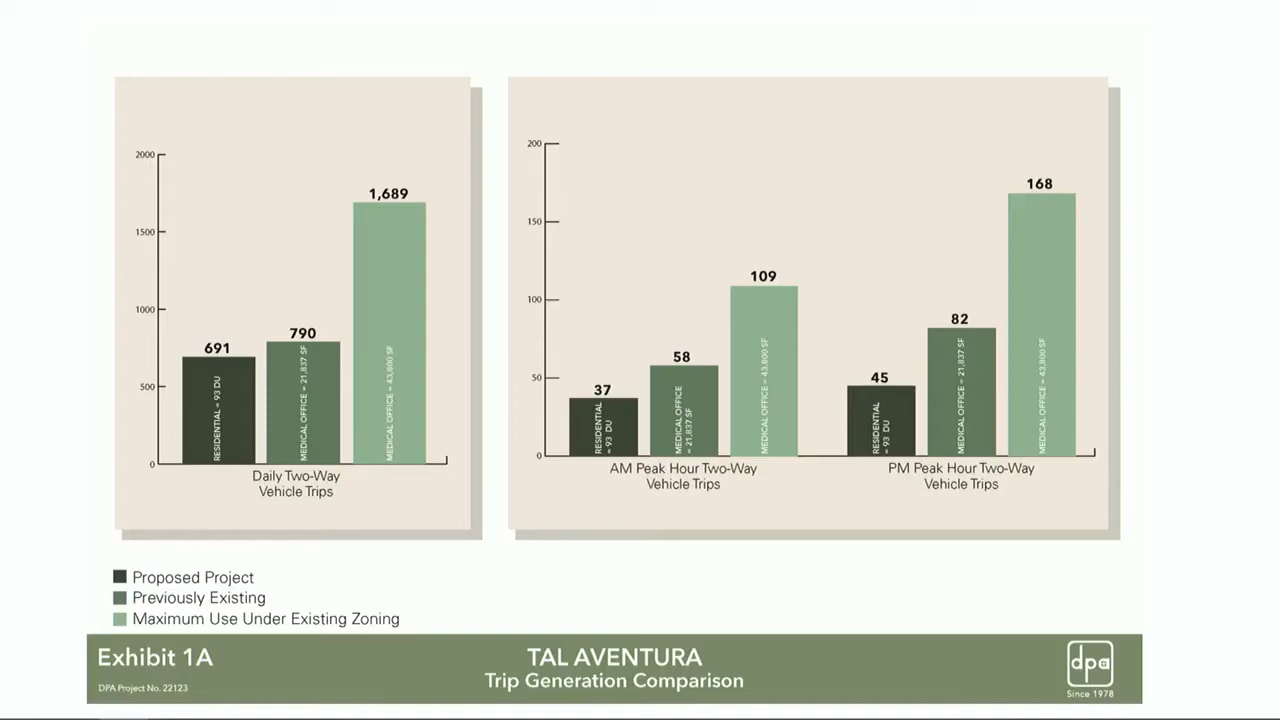 2000
1500
1000
500
0
691
790
1,689
RESIDENTIAL = 93 DU
MEDICAL OFFICE = 21,837 SF
MEDICAL OFFICE = 43,800 SF
Daily Two-Way
Vehicle Trips
200
150
100
50
0
37
58
109
RESIDENTIAL
= 93 DU
MEDICAL OFFICE
= 21,837 SF
MEDICAL OFFICE = 43,800 SF
AM Peak Hour Two-Way
Vehicle Trips
45
82
168
RESIDENTIAL
= 93 DU
MEDICAL OFFICE = 21,837 SF
MEDICAL OFFICE = 43,800 SF
PM Peak Hour Two-Way
Vehicle Trips
Proposed Project
Previously Existing
Maximum Use Under Existing Zoning
Exhibit 1A
DPA Project No. 22123
TAL AVENTURA
Trip Generation Comparison
dpa
Since 1978